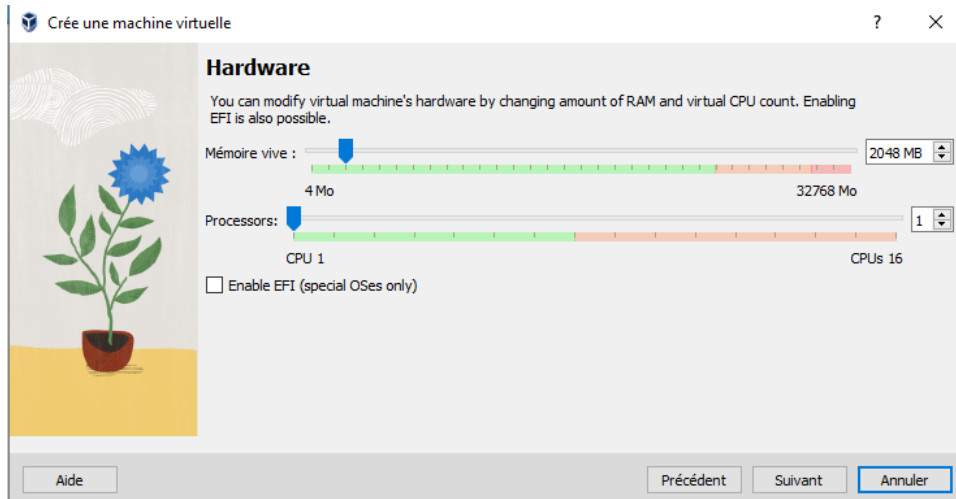 Crée une machine virtuelle
?
Hardware
You can modify virtual machine's hardware by changing amount of RAM and virtual CPU count. Enabling
EFI is also possible.
Mémoire vive :
2048 MB
4 Mo
32768 Mo
Processors:
1
CPU 1
CPUs 16
Enable EFI (special OSes only)
Aide
Précédent
Suivant
Annuler